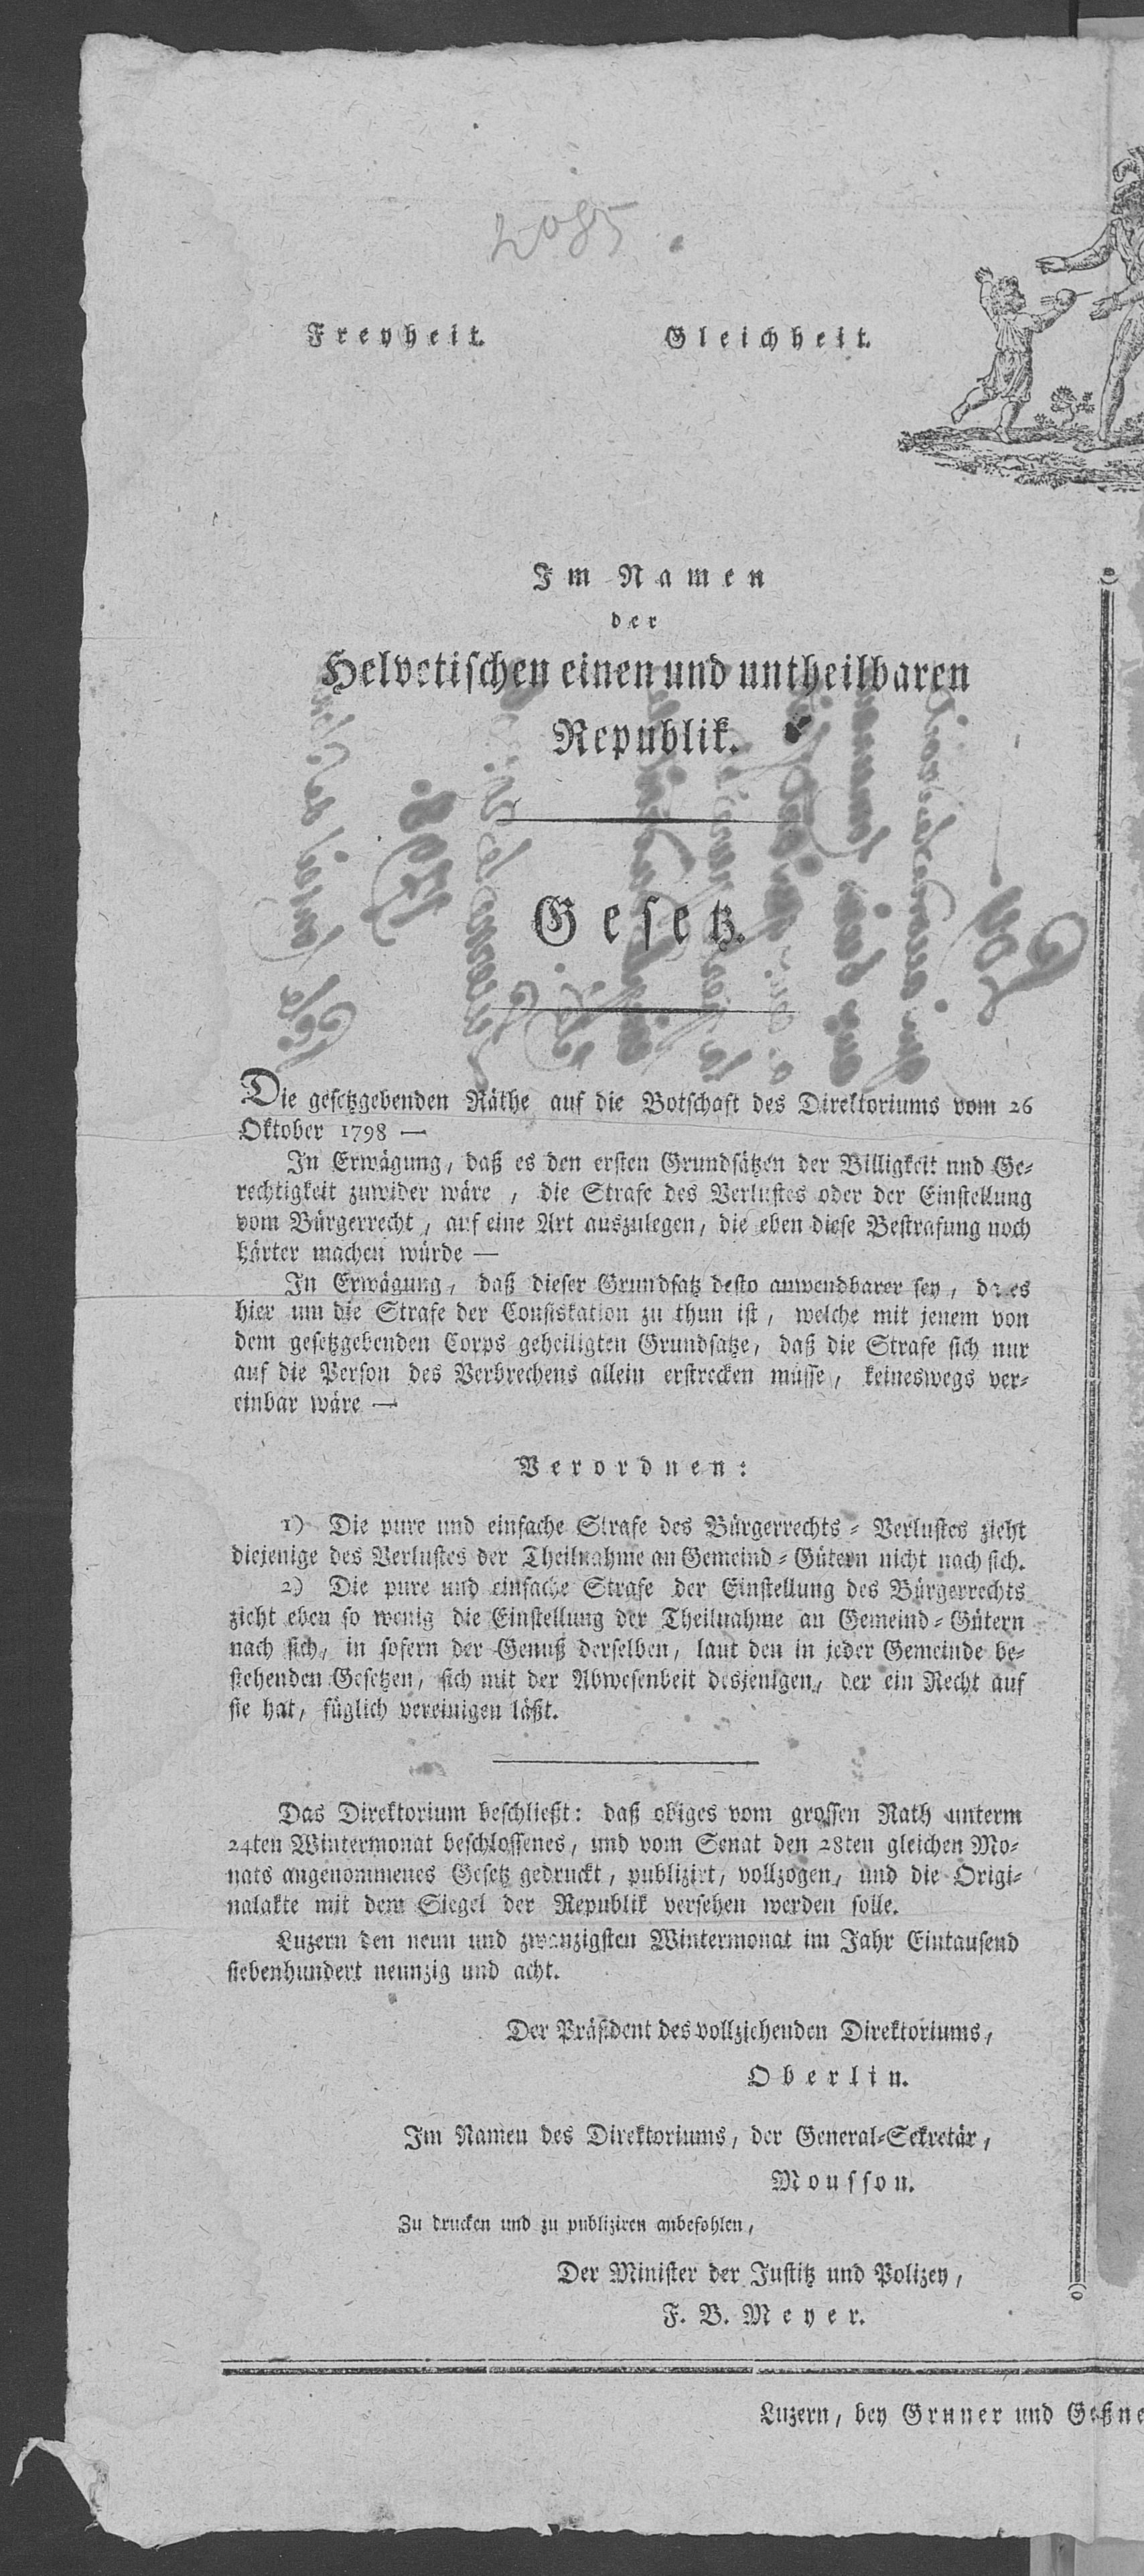 2085
Freyheit. Gleichheit.
Im Namen
der
Helvetischen einen und untheilbaren
Republik.
Gesetz.
Die gesetzgebenden Räthe auf die Botschaft des Direktoriums vom 26
Oktober 1798 —
In Erwägung, daß es den ersten Grundsätzen der Billigkeit und Ge-
rechtigkeit zuwider wäre, die Strafe des Verlustes oder der Einstellung
vom Bürgerrecht, auf eine Art auszulegen, die eben diese Bestrafung noch
härter machen würde —
In Erwägung, daß dieser Grundsatz desto anwendbarer sey, da es
hier um die Strafe der Confiskation zu thun ist, welche mit jenem von
dem gesetzgebenden Corps geheiligten Grundsatze, daß die Strafe sich nur
auf die Person des Verbrechens allein erstrecken müsse, keineswegs ver-
einbar wäre —
Verordnen:
1) Die pure und einfache Strafe des Bürgerrechts-Verlustes zieht
diejenige des Verlustes der Theilnahme an Gemeind-Gütern nicht nach sich.
2) Die pure und einfache Strafe der Einstellung des Bürgerrechts
zieht eben so wenig die Einstellung der Theilnahme an Gemeind-Gütern
nach sich, in sofern der Genuß derselben, laut den in jeder Gemeinde be-
stehenden Gesetzen, sich mit der Abwesenheit desjenigen, der ein Recht auf
sie hat, füglich vereinigen läßt.
Das Direktorium beschließt: daß obiges vom grossen Rath unterm
24ten Wintermonat beschlossenes, und vom Senat den 28ten gleichen Mo-
nats angenommenes Gesetz gedruckt, publizirt, vollzogen, und die Origi-
nalakte mit dem Siegel der Republik versehen werden solle.
Luzern den neun und zwanzigsten Wintermonat im Jahr Eintausend
siebenhundert neunzig und acht.
Der Präsident des vollziehenden Direktoriums,
Oberlin.
Im Namen des Direktoriums, der General-Sekretär,
Mousson.
Zu drucken und zu publiziren anbefohlen,
Der Minister der Justitz und Polizey,
F. B. Meyer.
Luzern, bey Gruner und Geßne